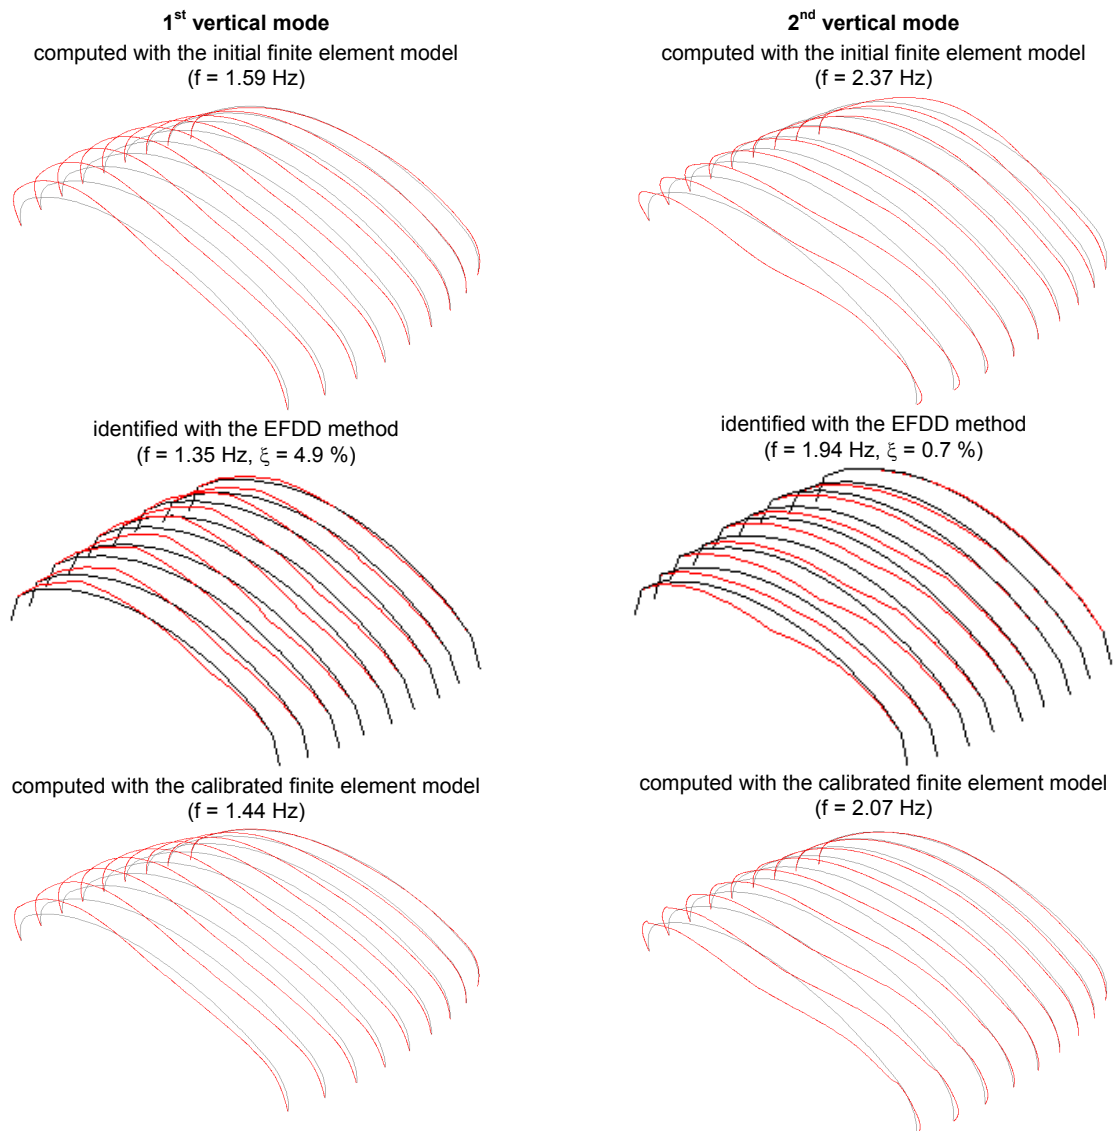 1st vertical mode
computed with the initial finite element model
(f = 1.59 Hz)
2nd vertical mode
computed with the initial finite element model
(f = 2.37 Hz)
identified with the EFDD method
(f = 1.35 Hz, ξ = 4.9 %)
identified with the EFDD method
(f = 1.94 Hz, ξ = 0.7 %)
computed with the calibrated finite element model
(f = 1.44 Hz)
computed with the calibrated finite element model
(f = 2.07 Hz)